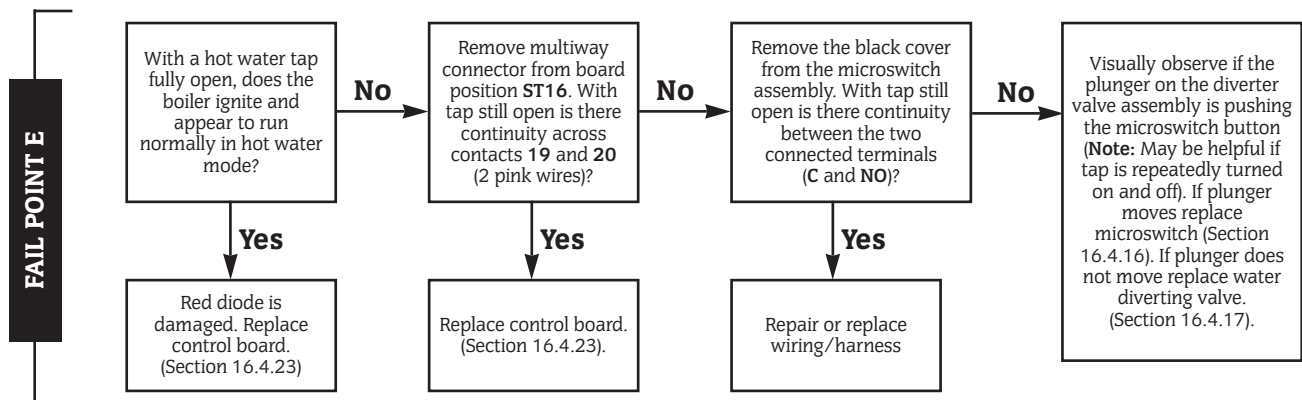 FAIL POINT E
With a hot water tap
fully open, does the
boiler ignite and
appear to run
normally in hot water
mode?
No
Remove multiway
connector from board
position ST16. With
tap still open is there
continuity across
contacts 19 and 20
(2 pink wires)?
No
Remove the black cover
from the microswitch
assembly. With tap still
open is there continuity
between the two
connected terminals
(C and NO)?
No
Visually observe if the
plunger on the diverter
valve assembly is pushing
the microswitch button
(Note: May be helpful if
tap is repeatedly turned
on and off). If plunger
moves replace
microswitch (Section
16.4.16). If plunger does
not move replace water
diverting valve.
(Section 16.4.17).
Yes
Yes
Yes
Red diode is
damaged. Replace
control board.
(Section 16.4.23)
Replace control board.
(Section 16.4.23).
Repair or replace
wiring/harness